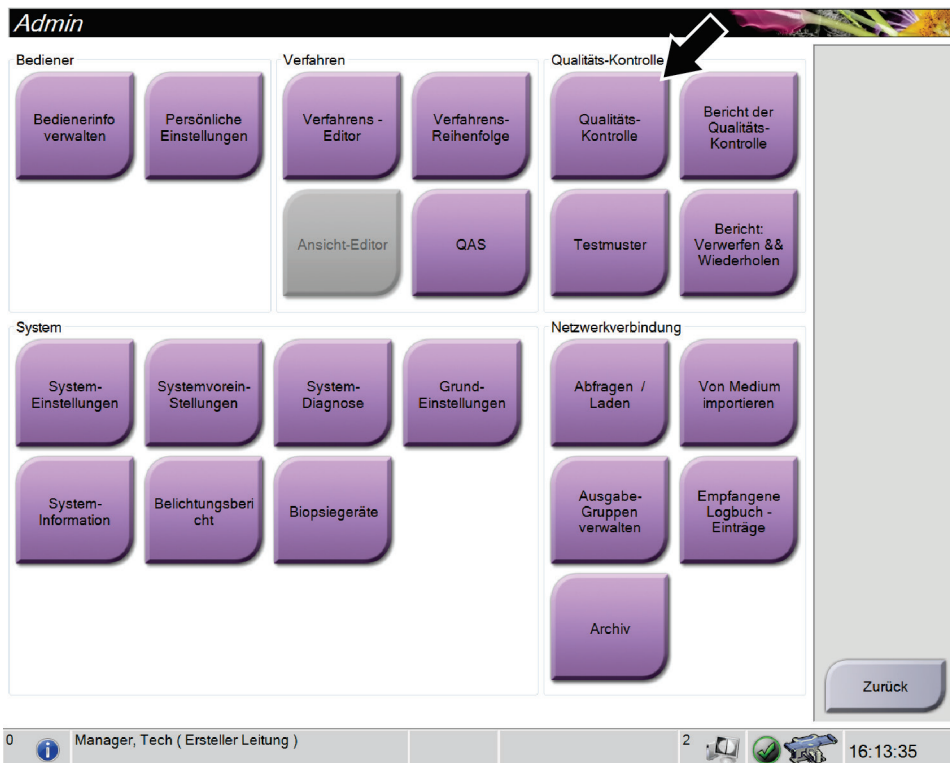 Admin
Bediener
Bedienerinfo
verwalten
Persönliche
Einstellungen
Verfahren
Verfahrens -
Editor
Verfahrens-
Reihenfolge
Ansicht-Editor
QAS
Qualitäts-Kontrolle
Qualitäts-
Kontrolle
Bericht der
Qualitäts-
Kontrolle
Testmuster
Bericht:
Verwerfen &&
Wiederholen
System
System-
Einstellungen
Systemvorein-
Stellungen
System-
Diagnose
Grund-
Einstellungen
System-
Information
Belichtungsberi
cht
Biopsiegeräte
Netzwerkverbindung
Abfragen /
Laden
Von Medium
importieren
Ausgabe-
Gruppen
verwalten
Empfangene
Logbuch -
Einträge
Archiv
Zurück
0
Manager, Tech ( Ersteller Leitung )
2
16:13:35